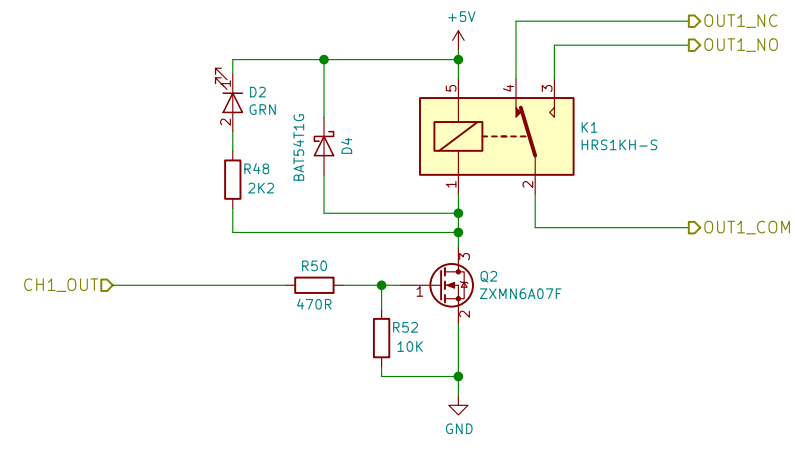 +5V
OUT1_NC
OUT1_NO
1
D2
GRN
2
5
4
3
BAT54T1G
D4
K1
HRS1KH-S
R48
2K2
1
2
OUT1_COM
3
CH1_OUT
R50
470R
1
Q2
ZXMN6A07F
2
R52
10K
GND